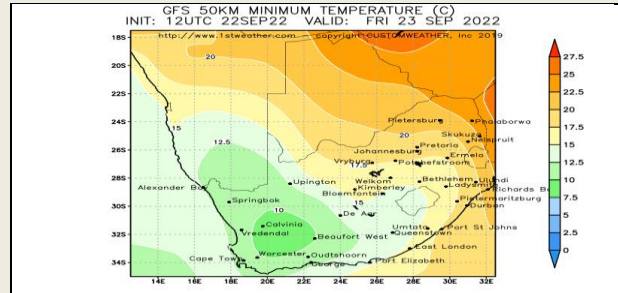 GFS 50KM MINIMUM TEMPERATURE (C)
INIT: 12UTC 22SEP22 VALID: FRI 23 SEP 2022
http://www.1stweather.com copyright CUSTOMWEATHER, Inc 2019
18S
20S
22S
24S
26S
28S
30S
32S
34S
20
15
12.5
17.5
20
15
10
Pietersburg
Phalaborwa
Skukuza
Nelspruit
Pretoria
Johannesburg
Ermelo
Vryburg
Potchefstroom
Welkom
Bethlehem
Ulundi
Ladysmith
Alexander Bay
Upington
Kimberley
Richards Ba
Bloemfontein
Springbok
Pietermaritzburg
Durban
De Aar
Calvinia
Vredendal
Beaufort West
Umtata
Port St Johns
Queenstown
East London
Cape Town
Worcester
Oudtshoorn
George
Port Elizabeth
14E 16E 18E 20E 22E 24E 26E 28E 30E 32E
27.5
25
22.5
20
17.5
15
12.5
10
7.5
5
2.5
0